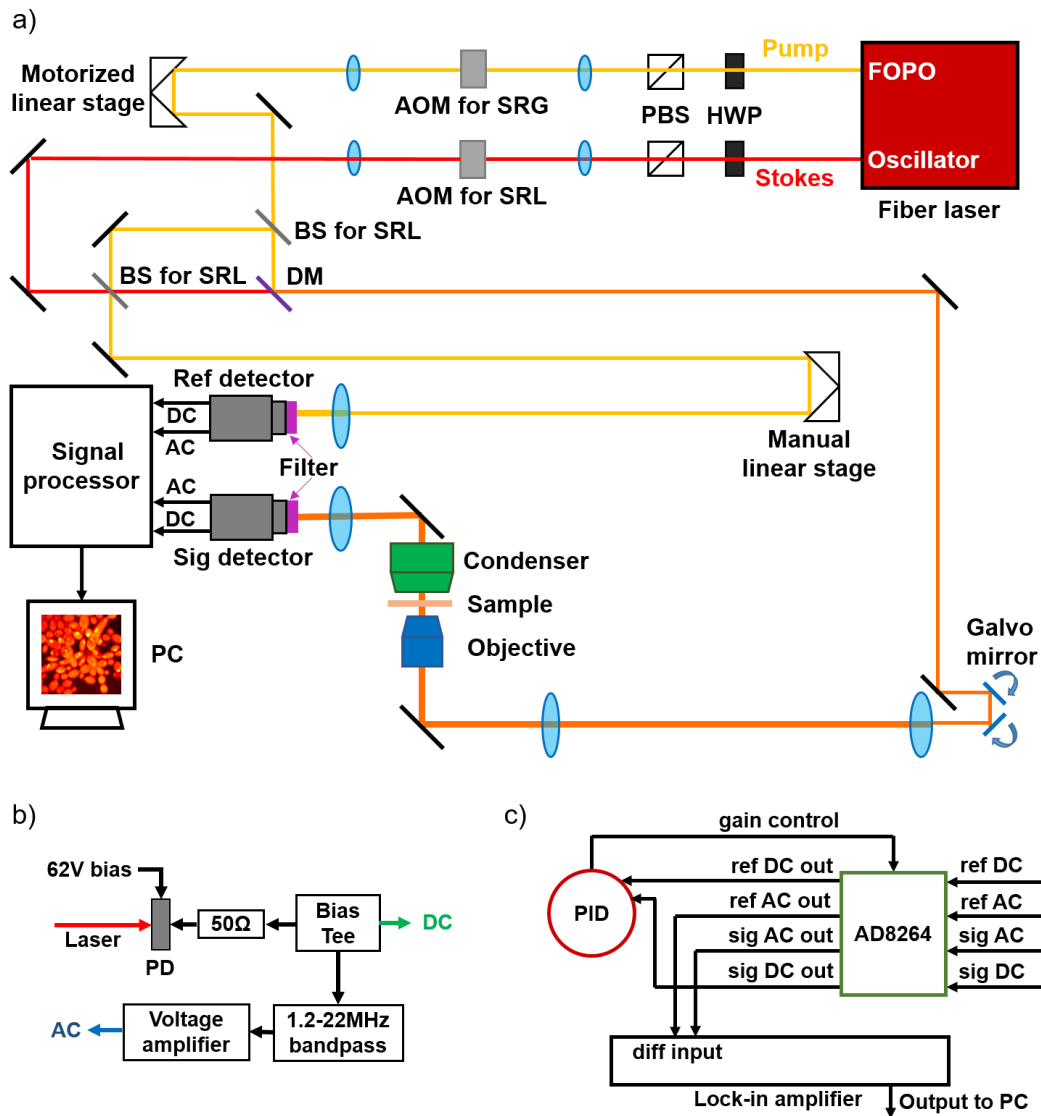 a)
Pump
FOPO
Motorized
linear stage
AOM for SRG
PBS
HWP
Oscillator
Stokes
AOM for SRL
Fiber laser
BS for SRL
BS for SRL
DM
Ref detector
DC
AC
Signal
processor
Filter
Manual
linear stage
AC
DC
Sig detector
Condenser
Sample
Objective
PC
Galvo
mirror
b)
62V bias
Laser
PD
50Ω
Bias
Tee
DC
AC
Voltage
amplifier
1.2-22MHz
bandpass
c)
gain control
ref DC out
ref DC
ref AC out
ref AC
PID
AD8264
sig AC out
sig AC
sig DC out
sig DC
diff input
Lock-in amplifier
Output to PC